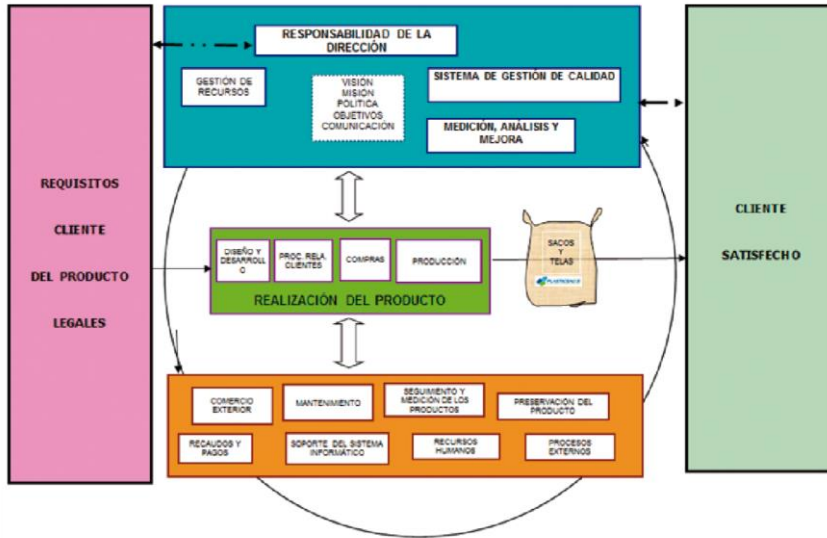 REQUISITOS
CLIENTE
DEL PRODUCTO
LEGALES
RESPONSABILIDAD DE LA
DIRECCIÓN
GESTIÓN DE
RECURSOS
VISIÓN
MISIÓN
POLITICA
OBJETIVOS
COMUNICACIÓN
SISTEMA DE GESTIÓN DE CALIDAD
MEDICIÓN, ANÁLISIS Y
MEJORA
DISEÑO Y
DESARROLL
O
PROC. RELA.
CLIENTES
COMPRAS
PRODUCCIÓN
REALIZACIÓN DEL PRODUCTO
SACOS
Y
TELAS
COMERCIO
EXTERIOR
MANTENIMIENTO
SEGUIMIENTO Y
MEDICIÓN DE LOS
PRODUCTOS
PRESERVACIÓN DEL
PRODUCTO
RECAUDOS Y
PAGOS
SOPORTE DEL SISTEMA
INFORMÁTICO
RECURSOS
HUMANOS
PROCESOS
EXTERNOS
CLIENTE
SATISFECHO